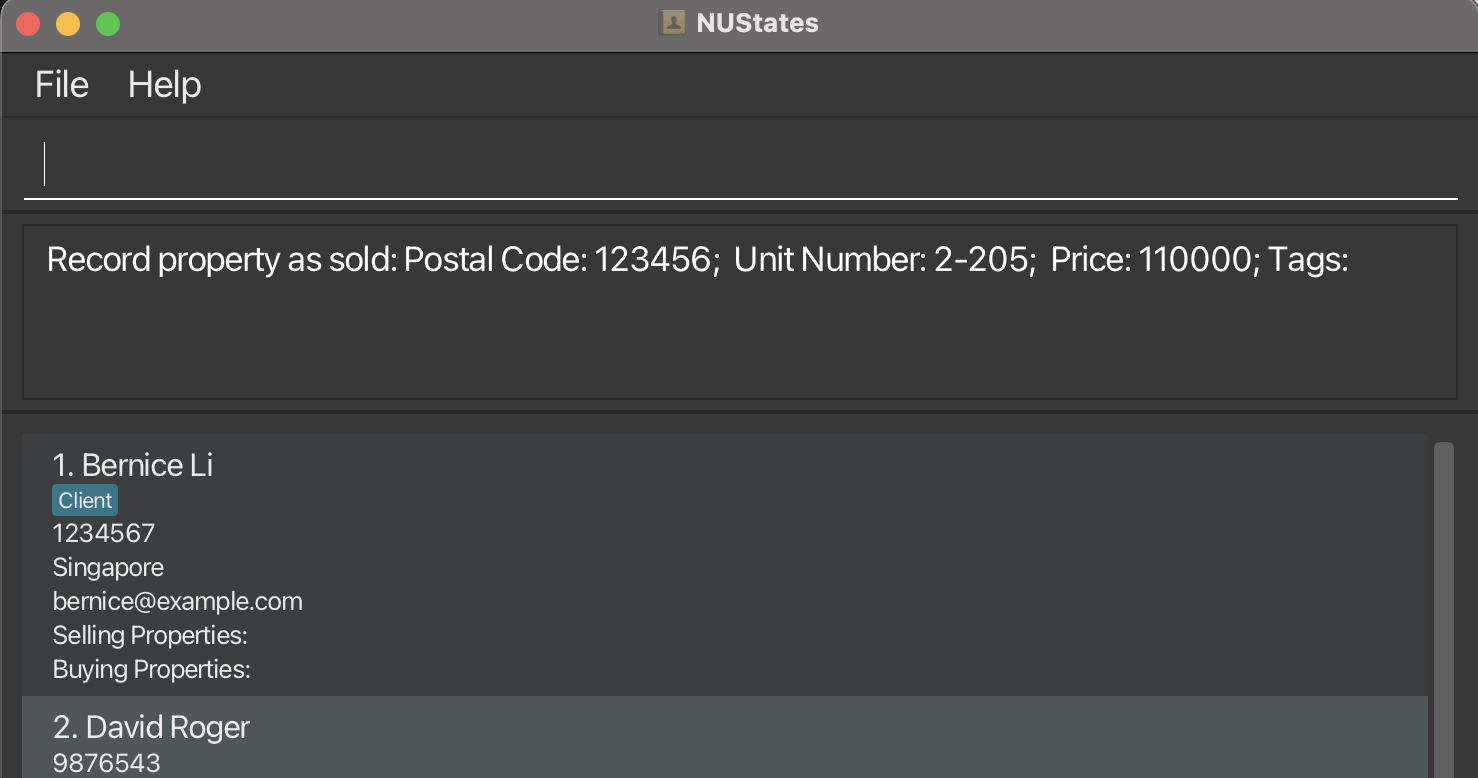 NUStates
File Help
Record property as sold: Postal Code: 123456; Unit Number: 2-205; Price: 110000; Tags:
1. Bernice Li
Client
1234567
Singapore
bernice@example.com
Selling Properties:
Buying Properties:
2. David Roger
9876543